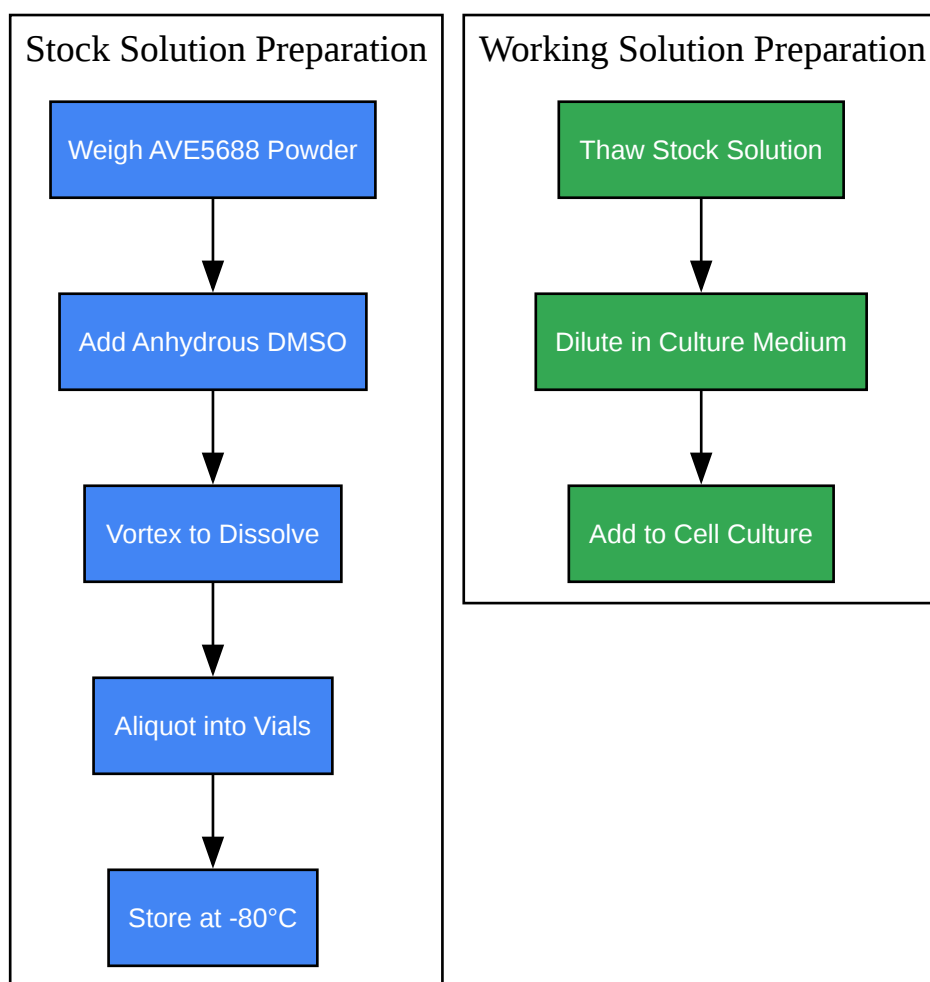 Stock Solution Preparation
Weigh AVE5688 Powder
Add Anhydrous DMSO
Vortex to Dissolve
Aliquot into Vials
Store at -80°C
Working Solution Preparation
Thaw Stock Solution
Dilute in Culture Medium
Add to Cell Culture